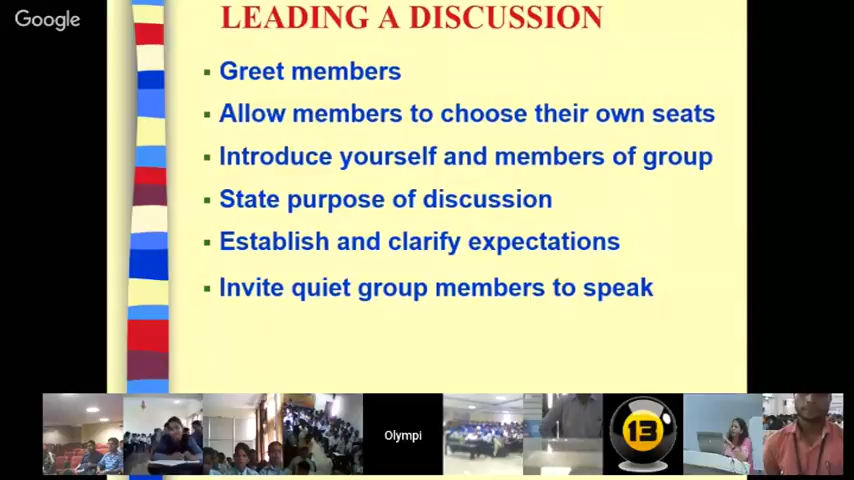 Google
LEADING A DISCUSSION
▪ Greet members
▪ Allow members to choose their own seats
▪ Introduce yourself and members of group
▪ State purpose of discussion
▪ Establish and clarify expectations
▪ Invite quiet group members to speak
Olympi
13